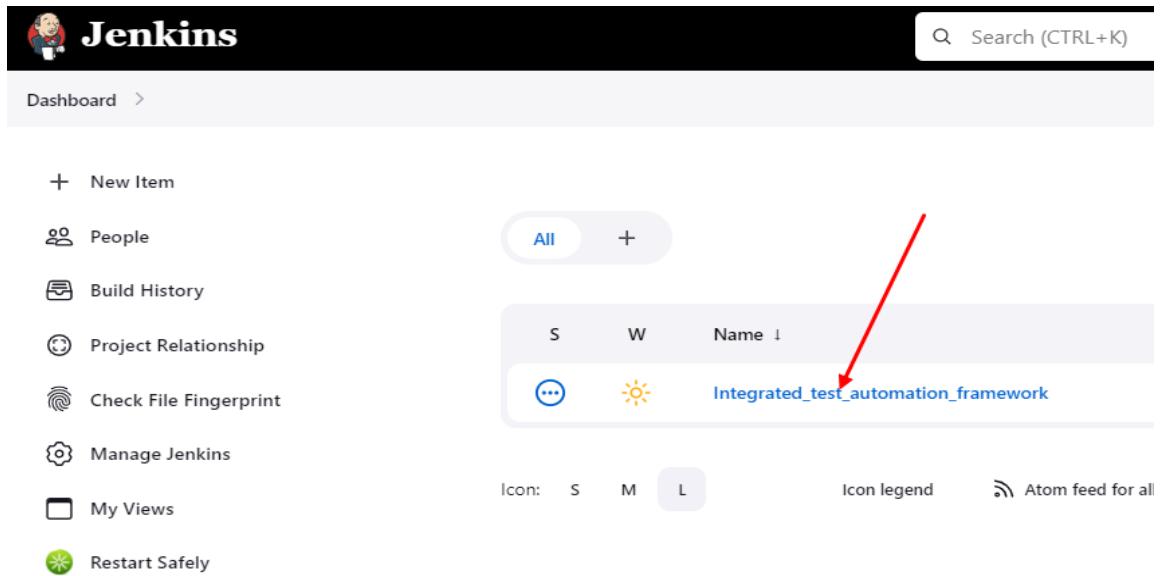 Jenkins
Search (CTRL+K)
Dashboard
New Item
People
Build History
Project Relationship
Check File Fingerprint
Manage Jenkins
My Views
Restart Safely
All +
S W Name ↓
Integrated_test_automation_framework
Icon: S M L Icon legend Atom feed for all